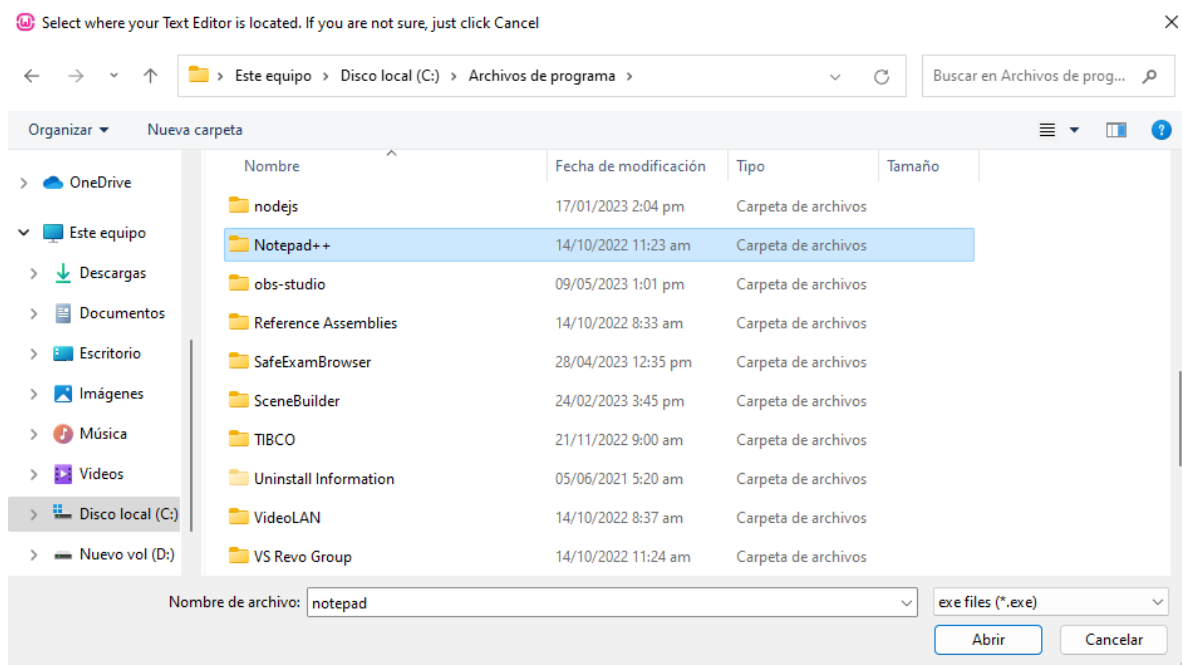 Select where your Text Editor is located. If you are not sure, just click Cancel
Este equipo > Disco local (C:) > Archivos de programa >
Buscar en Archivos de prog...
Organizar
Nueva carpeta
Nombre Fecha de modificación Tipo Tamaño
OneDrive
Este equipo
Descargas
Documentos
Escritorio
Imágenes
Música
Videos
Disco local (C:)
Nuevo vol (D:)
nodejs 17/01/2023 2:04 pm Carpeta de archivos
Notepad++ 14/10/2022 11:23 am Carpeta de archivos
obs-studio 09/05/2023 1:01 pm Carpeta de archivos
Reference Assemblies 14/10/2022 8:33 am Carpeta de archivos
SafeExamBrowser 28/04/2023 12:35 pm Carpeta de archivos
SceneBuilder 24/02/2023 3:45 pm Carpeta de archivos
TIBCO 21/11/2022 9:00 am Carpeta de archivos
Uninstall Information 05/06/2021 5:20 am Carpeta de archivos
VideoLAN 14/10/2022 8:37 am Carpeta de archivos
VS Revo Group 14/10/2022 11:24 am Carpeta de archivos
Nombre de archivo: notepad
exe files (*.exe)
Abrir
Cancelar